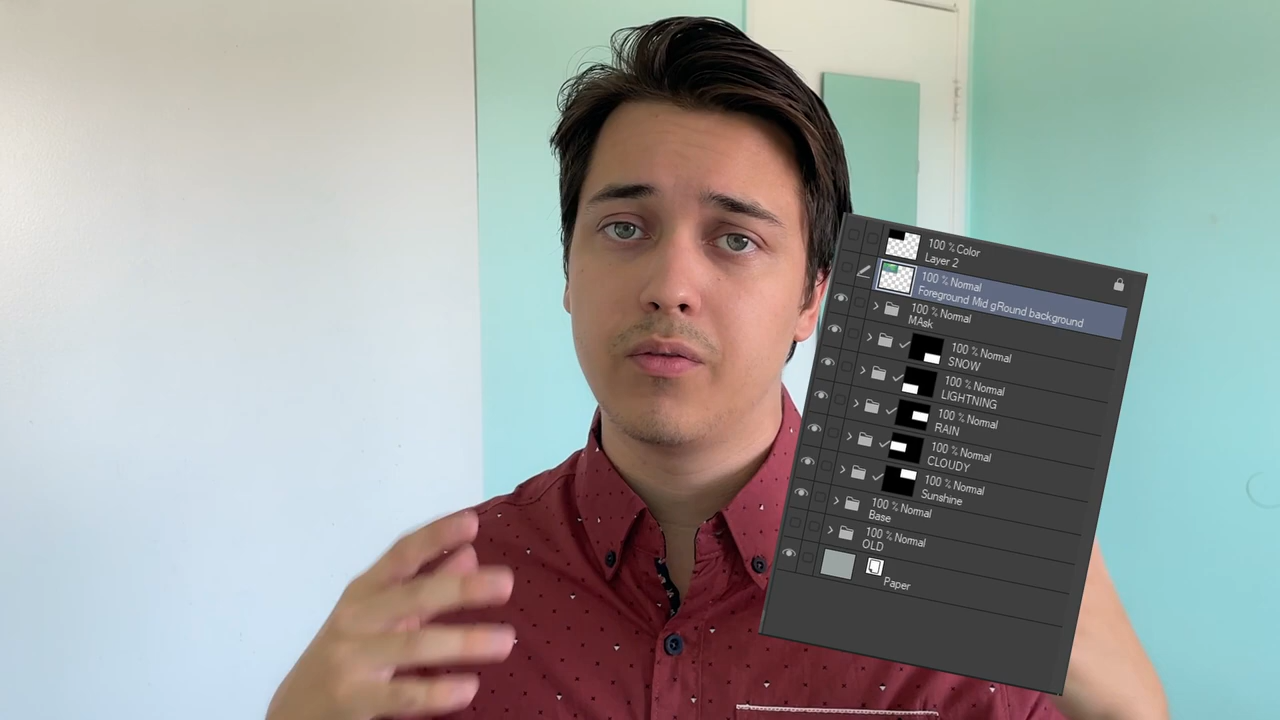 100 % Color
Layer 2
100 % Normal
Foreground Mid gRound background
100 % Normal
MAsk
100 % Normal
SNOW
100 % Normal
LIGHTNING
100 % Normal
RAIN
100 % Normal
CLOUDY
100 % Normal
Sunshine
100 % Normal
Base
100 % Normal
OLD
Paper